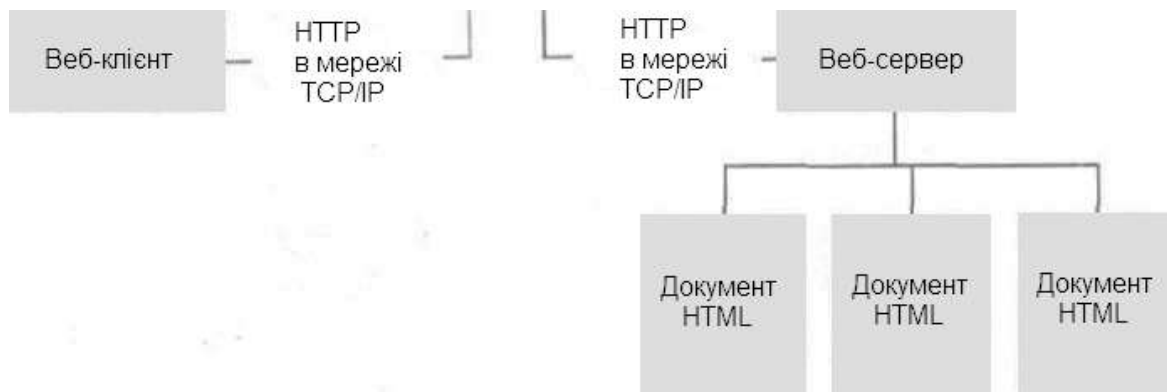 Веб-клієнт
HTTP
в мережі
TCP/IP
HTTP
в мережі
TCP/IP
Веб-сервер
Документ
HTML
Документ
HTML
Документ
HTML